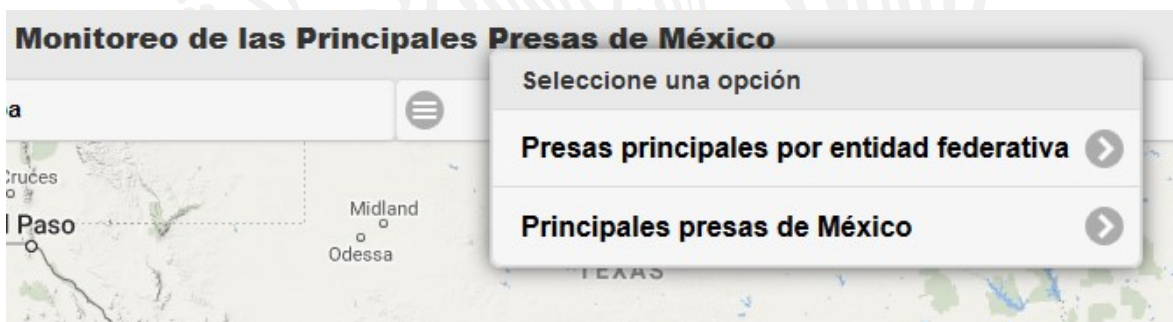 Monitoreo de las Principales Presas de México
Seleccione una opción
Presas principales por entidad federativa
Principales presas de México
Paso
Midland
Odessa
TEXAS